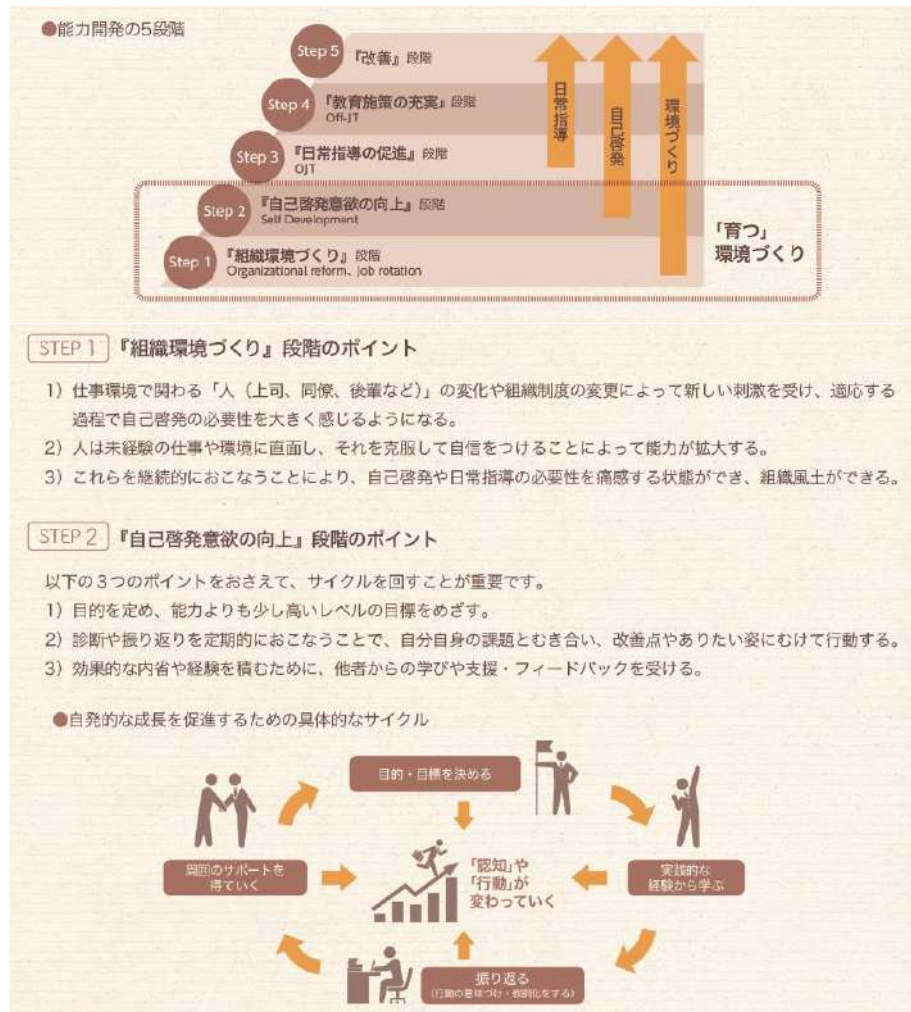 ●能力開発の5段階
Step 5
『改善』段階
Step 4
『教育施策の充実』段階
Off-JT
Step 3
『日常指導の促進』段階
OJT
Step 2
『自己啓発意欲の向上』段階
Self Development
Step 1
『組織環境づくり』段階
Organizational reform、job rotation
日常指導
自己啓発
環境づくり
「育つ」
環境づくり
STEP 1 『組織環境づくり』段階のポイント
1）仕事環境で関わる「人（上司、同僚、後輩など）」の変化や組織制度の変更によって新しい刺激を受け、適応する
過程で自己啓発の必要性を大きく感じるようになる。
2）人は未経験の仕事や環境に直面し、それを克服して自信をつけることによって能力が拡大する。
3）これらを継続的におこなうことにより、自己啓発や日常指導の必要性を痛感する状態ができ、組織風土ができる。
STEP 2 『自己啓発意欲の向上』段階のポイント
以下の3つのポイントをおさえて、サイクルを回すことが重要です。
1）目的を定め、能力よりも少し高いレベルの目標をめざす。
2）診断や振り返りを定期的におこなうことで、自分自身の課題とむき合い、改善点やありたい姿にむけて行動する。
3）効果的な内省や経験を積むために、他者からの学びや支援・フィードバックを受ける。
●自発的な成長を促進するための具体的なサイクル
目的・目標を決める
周囲のサポートを
得ていく
「認知」や
「行動」が
変わっていく
実践的な
経験から学ぶ
振り返る
（行動の意味づけ・教訓化をする）